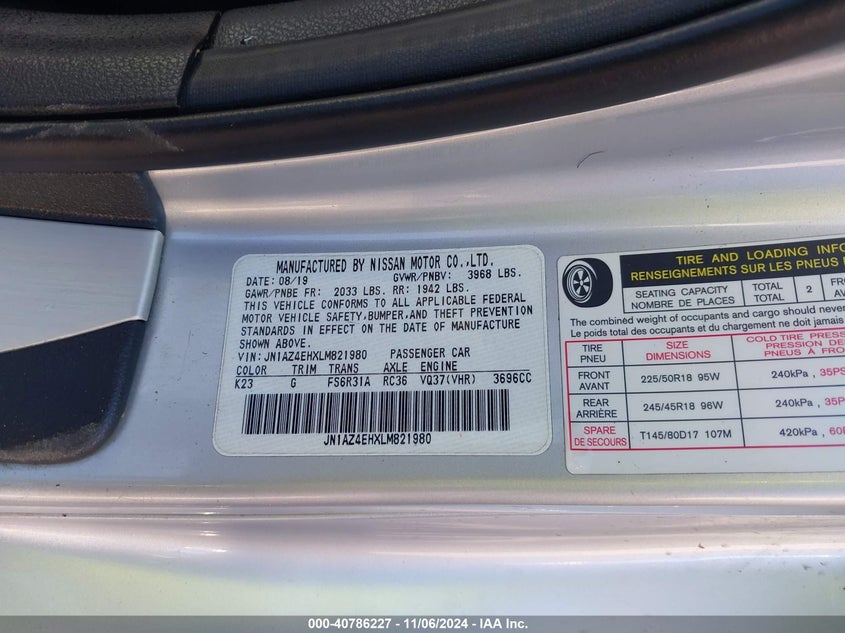 MANUFACTURED BY NISSAN MOTOR CO.,LTD.
DATE: 08/19 GVWR/PNBV: 3968 LBS.
GAWR/PNBE FR: 2033 LBS. RR: 1942 LBS.
THIS VEHICLE CONFORMS TO ALL APPLICABLE FEDERAL
MOTOR VEHICLE SAFETY,BUMPER,AND THEFT PREVENTION
STANDARDS IN EFFECT ON THE DATE OF MANUFACTURE
SHOWN ABOVE.
VIN: JN1AZ4EHXLM821980 PASSENGER CAR
COLOR TRIM TRANS AXLE ENGINE
K23 G FS6R31A RC36 VQ37(VHR) 3696CC
JN1AZ4EHXLM821980
TIRE AND LOADING INFO
RENSEIGNEMENTS SUR LES PNEUS
SEATING CAPACITY TOTAL 2
NOMBRE DE PLACES TOTAL
The combined weight of occupants and cargo should never
Le poids total des occupants et du chargement ne doit jamais
TIRE SIZE COLD TIRE PRESS
PNEU DIMENSIONS PRESSION DE
PNEUS À FRO
FRONT 225/50R18 95W 240kPa , 35PS
AVANT
REAR 245/45R18 96W 240kPa , 35PS
ARRIÈRE
SPARE T145/80D17 107M 420kPa , 60P
DE SECOURS
000-40786227 - 11/06/2024 - IAA Inc.